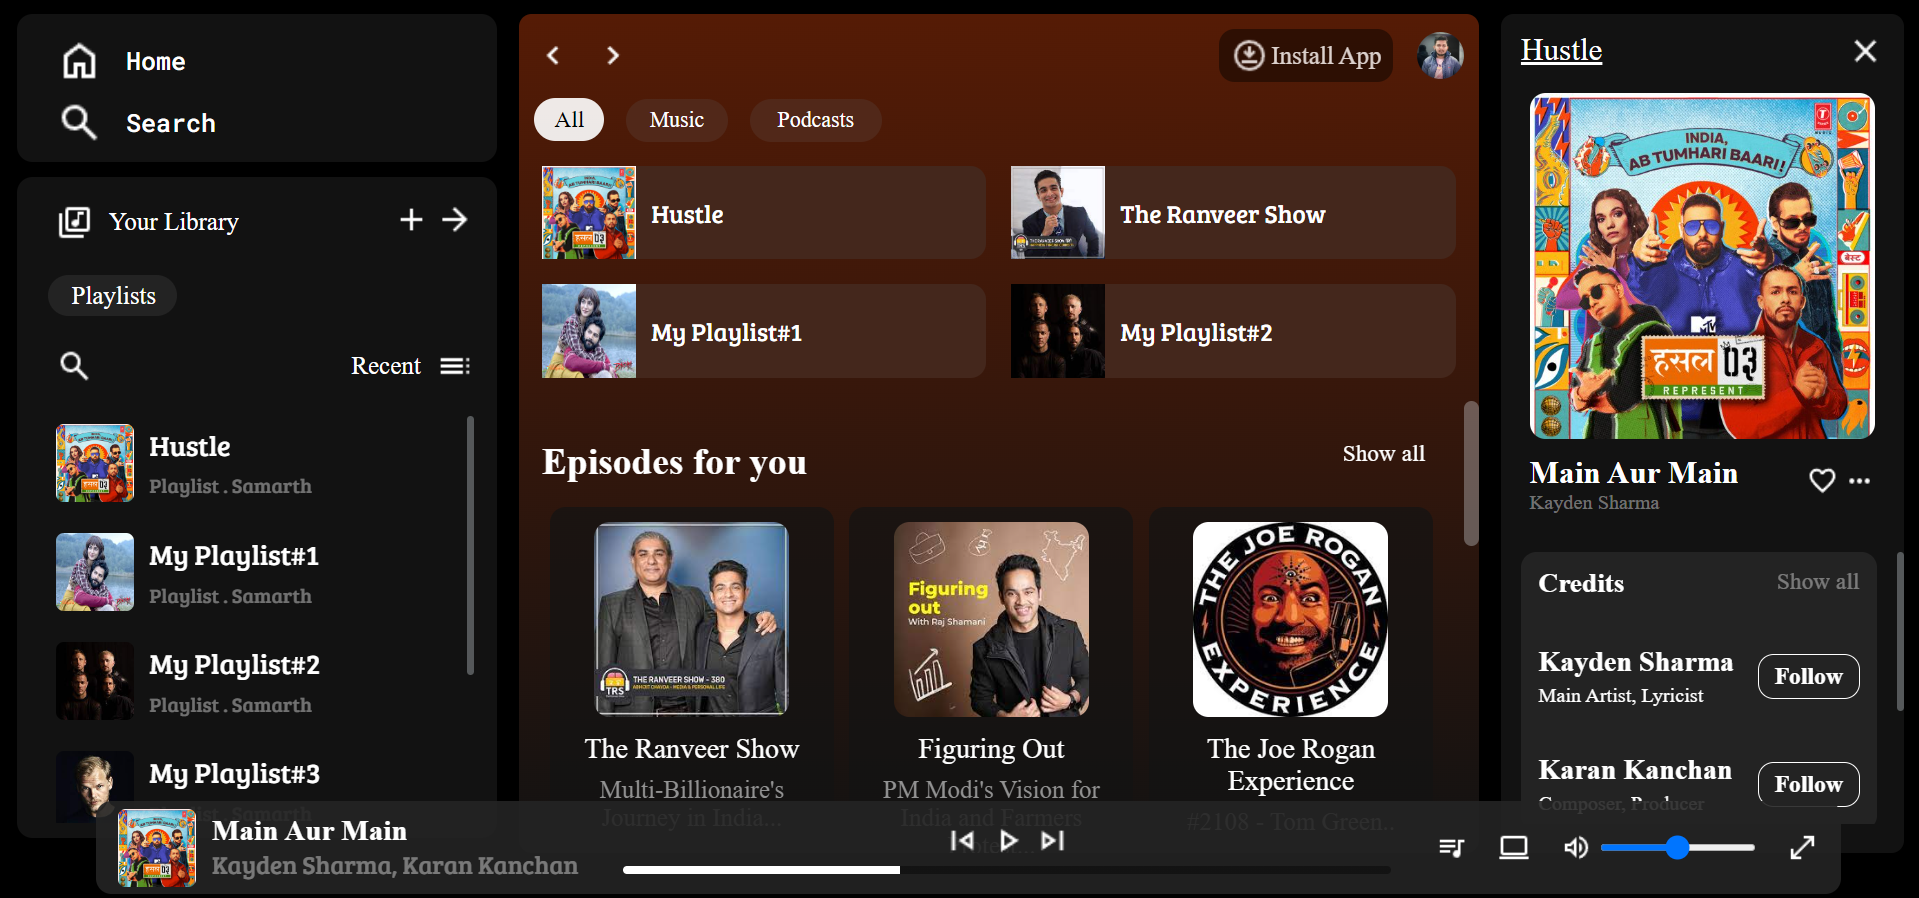 Home
Search
Your Library
Playlists
Recent
Hustle
Playlist . Samarth
My Playlist#1
Playlist . Samarth
My Playlist#2
Playlist . Samarth
My Playlist#3
Install App
All
Music
Podcasts
Hustle
The Ranveer Show
My Playlist#1
My Playlist#2
Episodes for you
Show all
THE RANVEER SHOW - 380
TRS
The Ranveer Show
Multi-Billionaire's
Journey in India...
Figuring
out
With Raj Shamani
Figuring Out
PM Modi's Vision for
India and Farmers
THE JOE ROGAN
EXPERIENCE
The Joe Rogan
Experience
#2108 - Tom Green..
Hustle
INDIA,
AB TUMHARI BAARI!
बेस्ट
MTV
हसल 03
REPRESENT
Main Aur Main
Kayden Sharma
Credits
Show all
Kayden Sharma
Main Artist, Lyricist
Follow
Karan Kanchan
Composer, Producer
Follow
Main Aur Main
Kayden Sharma, Karan Kanchan